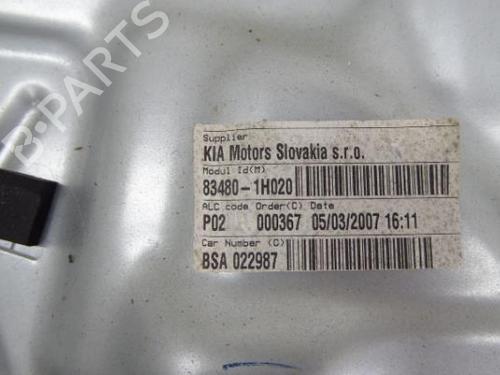 Supplier
KIA Motors Slovakia s.r.o.
Modul Id(M)
83480-1H020
ALC code Order(C) Date
P02 000367 05/03/2007 16:11
Car Number (C)
BSA 022987
B-PARTS